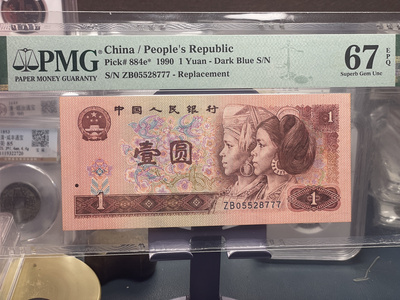 PMG
PAPER MONEY GUARANTY
China / People's Republic
Pick# 884e* 1990 1 Yuan - Dark Blue S/N
S/N ZB05528777 - Replacement
67 EPQ
Superb Gem Unc
中国人民银行
1
壹圆
1
1
ZB05528777